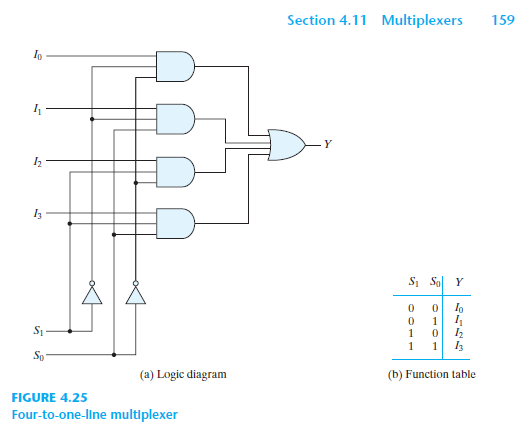 Section 4.11 Multiplexers 159
I0
I1
I2
I3
Y
S1
S0
(a) Logic diagram
S1 S0 Y
0 0 I0
0 1 I1
1 0 I2
1 1 I3
(b) Function table
FIGURE 4.25
Four-to-one-line multiplexer